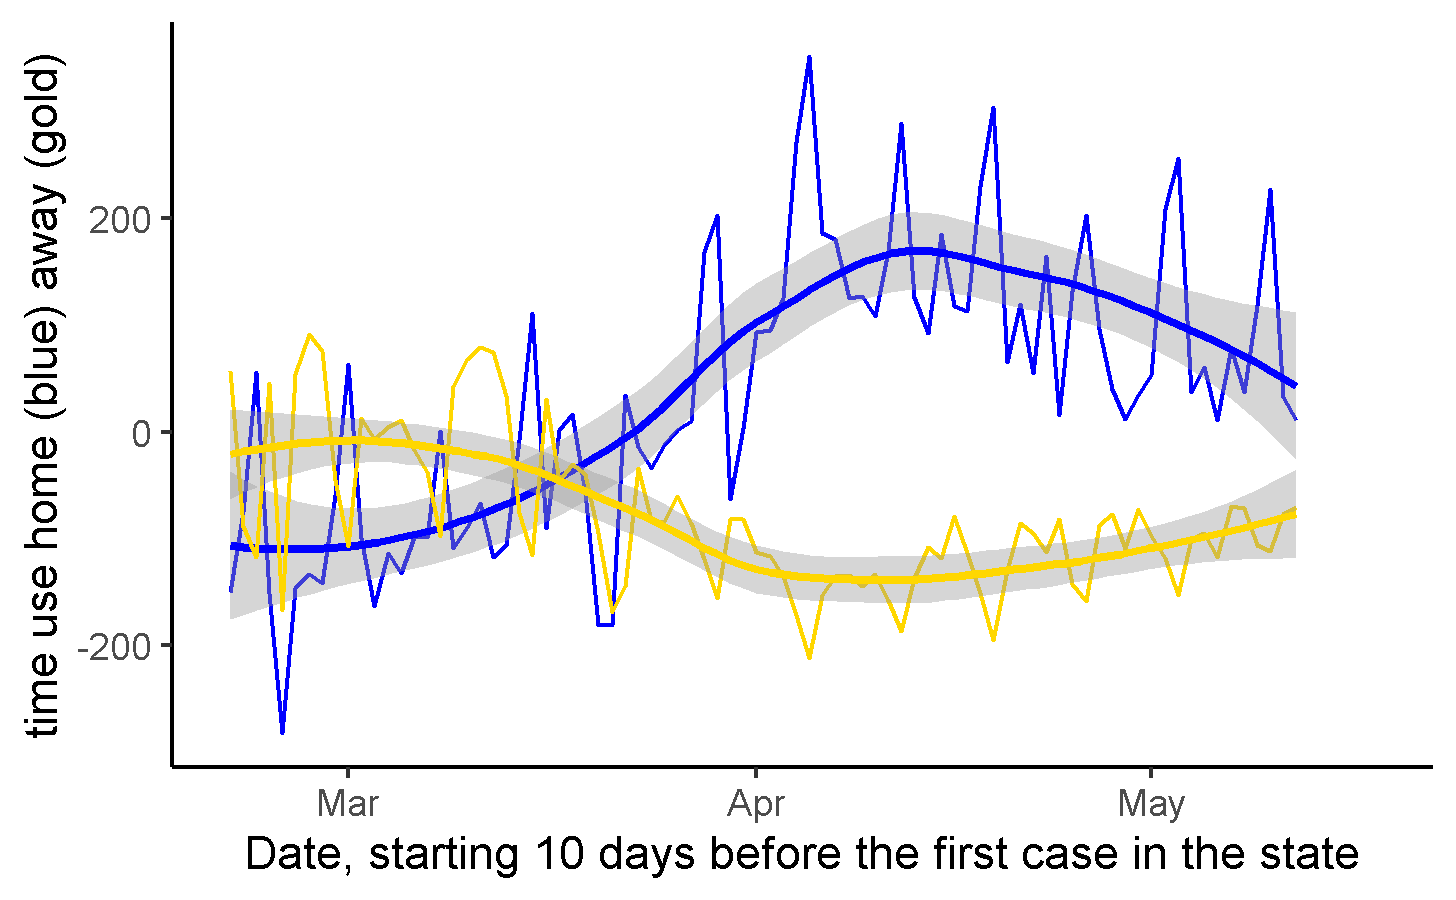 time use home (blue) away (gold)
200
0
-200
Mar
Apr
May
Date, starting 10 days before the first case in the state